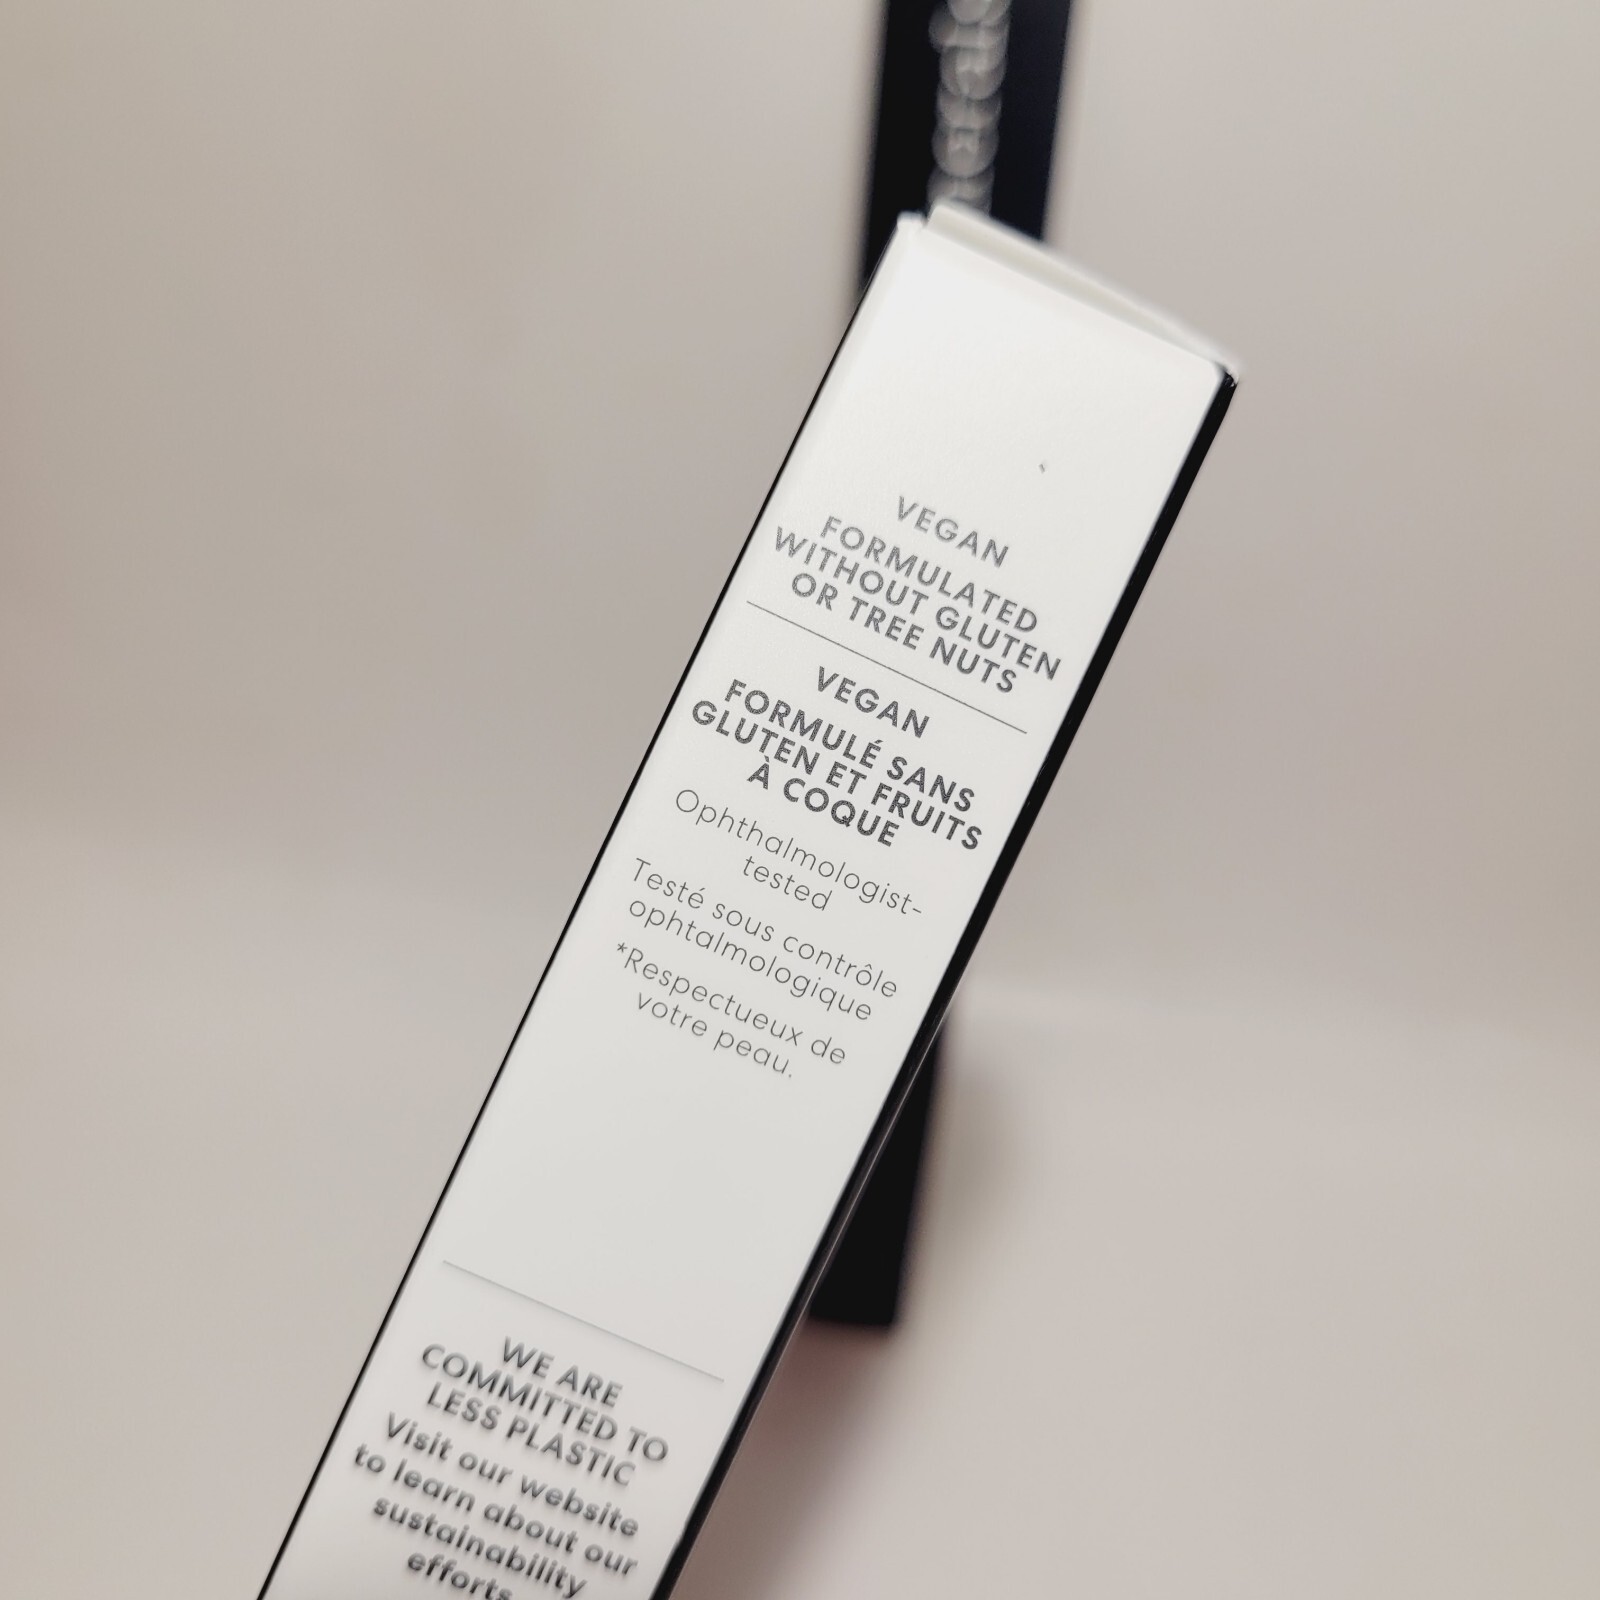 VEGAN
FORMULATED
WITHOUT GLUTEN
OR TREE NUTS
VEGAN
FORMULÉ SANS
GLUTEN ET FRUITS
À COQUE
Ophthalmologist-
tested
Testé sous contrôle
ophtalmologique
*Respectueux de
votre peau.
WE ARE
COMMITTED TO
LESS PLASTIC
Visit our website
to learn about our
sustainability
efforts